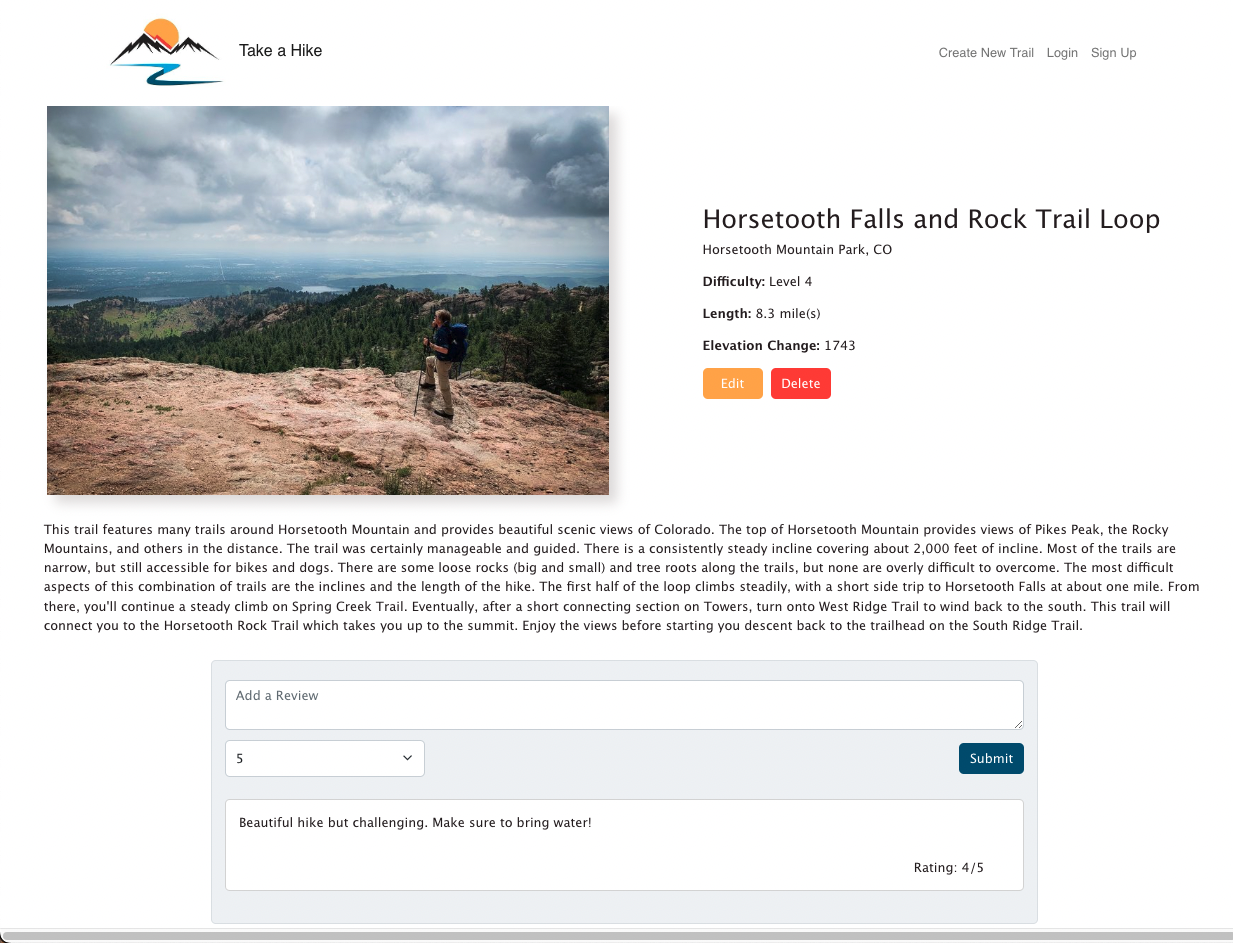 Take a Hike
Create New Trail Login Sign Up
Horsetooth Falls and Rock Trail Loop
Horsetooth Mountain Park, CO
Difficulty: Level 4
Length: 8.3 mile(s)
Elevation Change: 1743
Edit Delete
This trail features many trails around Horsetooth Mountain and provides beautiful scenic views of Colorado. The top of Horsetooth Mountain provides views of Pikes Peak, the Rocky
Mountains, and others in the distance. The trail was certainly manageable and guided. There is a consistently steady incline covering about 2,000 feet of incline. Most of the trails are
narrow, but still accessible for bikes and dogs. There are some loose rocks (big and small) and tree roots along the trails, but none are overly difficult to overcome. The most difficult
aspects of this combination of trails are the inclines and the length of the hike. The first half of the loop climbs steadily, with a short side trip to Horsetooth Falls at about one mile. From
there, you'll continue a steady climb on Spring Creek Trail. Eventually, after a short connecting section on Towers, turn onto West Ridge Trail to wind back to the south. This trail will
connect you to the Horsetooth Rock Trail which takes you up to the summit. Enjoy the views before starting you descent back to the trailhead on the South Ridge Trail.
Add a Review
5
Submit
Beautiful hike but challenging. Make sure to bring water!
Rating: 4/5